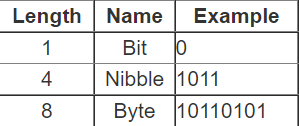 Length Name Example
1 Bit 0
4 Nibble 1011
8 Byte 10110101